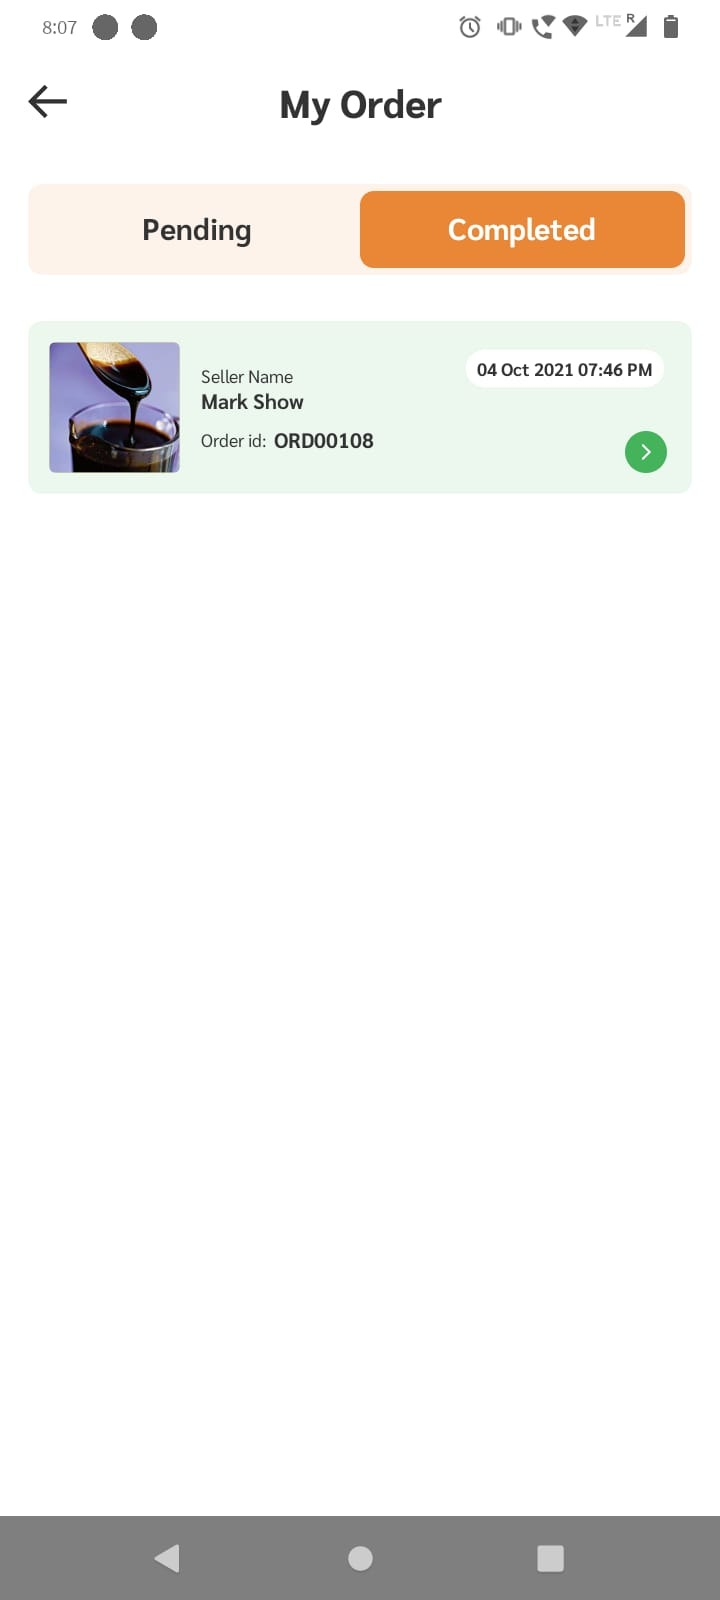 8:07
LTE R
My Order
Pending Completed
04 Oct 2021 07:46 PM
Seller Name
Mark Show
Order id: ORD00108